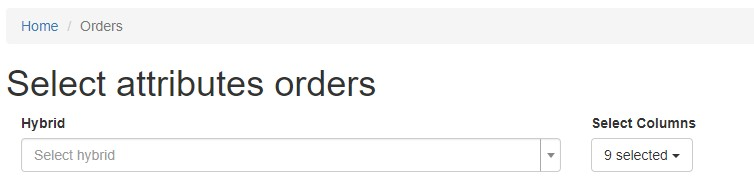 Home / Orders
Select attributes orders
Hybrid
Select Columns
Select hybrid
9 selected